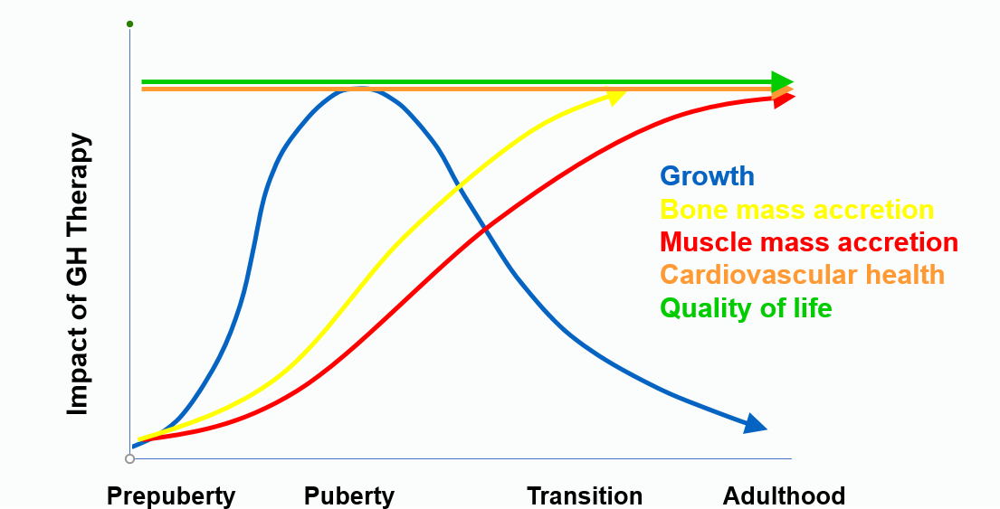 Impact of GH Therapy
Growth
Bone mass accretion
Muscle mass accretion
Cardiovascular health
Quality of life
Prepuberty
Puberty
Transition
Adulthood